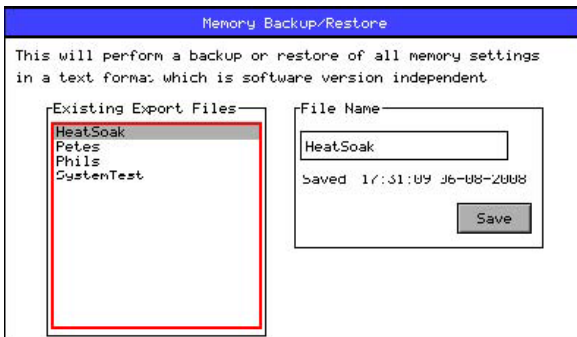 Memory Backup/Restore
This will perform a backup or restore of all memory settings
in a text format which is software version independent
Existing Export Files
HeatSoak
Petes
Phils
SystemTest
File Name
HeatSoak
Saved 17:31:09 06-08-2008
Save